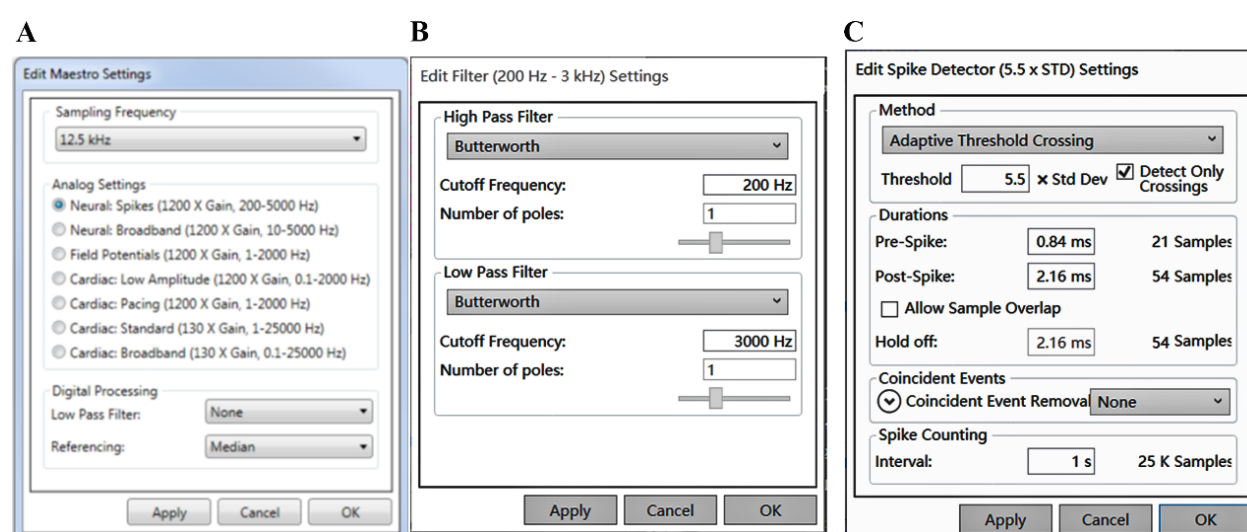 A
Edit Maestro Settings
Sampling Frequency
12.5 kHz
Analog Settings
Neural: Spikes (1200 X Gain, 200-5000 Hz)
Neural: Broadband (1200 X Gain, 10-5000 Hz)
Field Potentials (1200 X Gain, 1-2000 Hz)
Cardiac: Low Amplitude (1200 X Gain, 0.1-2000 Hz)
Cardiac: Pacing (1200 X Gain, 1-2000 Hz)
Cardiac: Standard (130 X Gain, 1-25000 Hz)
Cardiac: Broadband (130 X Gain, 0.1-25000 Hz)
Digital Processing
Low Pass Filter: None
Referencing: Median
Apply Cancel OK
B
Edit Filter (200 Hz - 3 kHz) Settings
High Pass Filter
Butterworth
Cutoff Frequency: 200 Hz
Number of poles: 1
Low Pass Filter
Butterworth
Cutoff Frequency: 3000 Hz
Number of poles: 1
Apply Cancel OK
C
Edit Spike Detector (5.5 x STD) Settings
Method
Adaptive Threshold Crossing
Threshold 5.5 × Std Dev Detect Only
Crossings
Durations
Pre-Spike: 0.84 ms 21 Samples
Post-Spike: 2.16 ms 54 Samples
Allow Sample Overlap
Hold off: 2.16 ms 54 Samples
Coincident Events
Coincident Event Removal None
Spike Counting
Interval: 1 s 25 K Samples
Apply Cancel OK